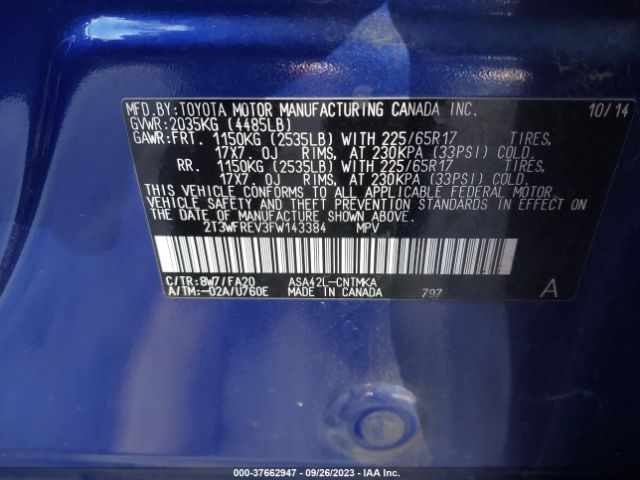 MFD.BY:TOYOTA MOTOR MANUFACTURING CANADA INC. 10/14
GVWR:2035KG (4485LB)
GAWR:FRT. 1150KG (2535LB) WITH 225/65R17 TIRES,
17X7. OJ RIMS, AT 230KPA (33PSI) COLD.
RR. 1150KG (2535LB) WITH 225/65R17 TIRES,
17X7. OJ RIMS, AT 230KPA (33PSI) COLD.
THIS VEHICLE CONFORMS TO ALL APPLICABLE FEDERAL MOTOR
VEHICLE SAFETY AND THEFT PREVENTION STANDARDS IN EFFECT
ON THE DATE OF MANUFACTURE SHOWN ABOVE.
2T3WFREV3FW143384 MPV
C/TR:8W7/FA20 ASA42L-CNTMKA
A/TM:-02A/U760E MADE IN CANADA 797 A
000-37662947 - 09/26/2023 - IAA Inc.